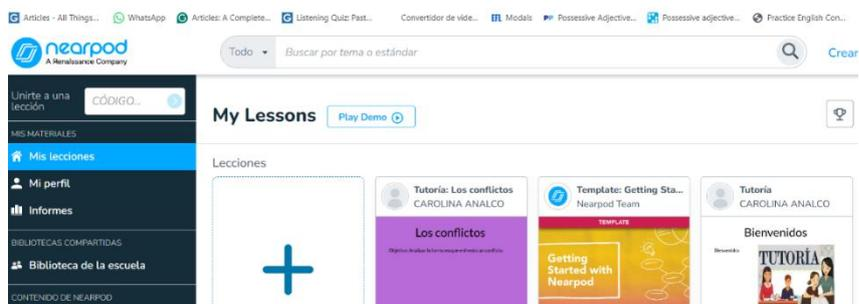 Articles - All Things... WhatsApp Articles: A Complete... Listening Quiz: Past... Convertidor de vide... Modals Possessive Adjective... Possessive adjective... Practice English Con...
nearpod
A Renaissance Company
Todo Buscar por tema o estándar Crear
Unirte a una
lección
CÓDIGO...
My Lessons Play Demo
MIS MATERIALES
Mis lecciones
Mi perfil
Informes
BIBLIOTECAS COMPARTIDAS
Biblioteca de la escuela
CONTENIDO DE NEARPOD
Lecciones
Tutoría: Los conflictos
CAROLINA ANALCO
Los conflictos
Template: Getting Sta...
Nearpod Team
TEMPLATE
Getting
Started with
Nearpod
Tutoría
CAROLINA ANALCO
Bienvenidos
Bienvenido
TUTORÍA